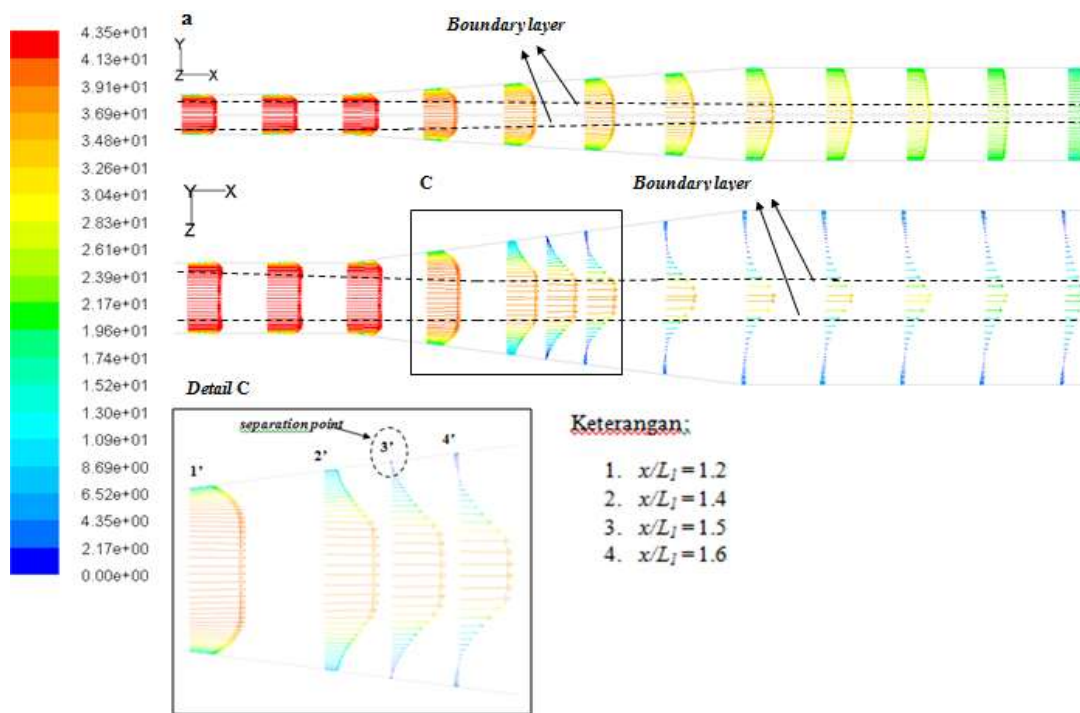 4.35e+01
4.13e+01
3.91e+01
3.69e+01
3.48e+01
3.26e+01
3.04e+01
2.83e+01
2.61e+01
2.39e+01
2.17e+01
1.96e+01
1.74e+01
1.52e+01
1.30e+01
1.09e+01
8.69e+00
6.52e+00
4.35e+00
2.17e+00
0.00e+00
a
Boundary layer
Y
Z X
C
Boundary layer
Y X
Z
Detail C
separation point
1’
2’
3’
4’
Keterangan;
1. x/L1 = 1.2
2. x/L1 = 1.4
3. x/L1 = 1.5
4. x/L1 = 1.6